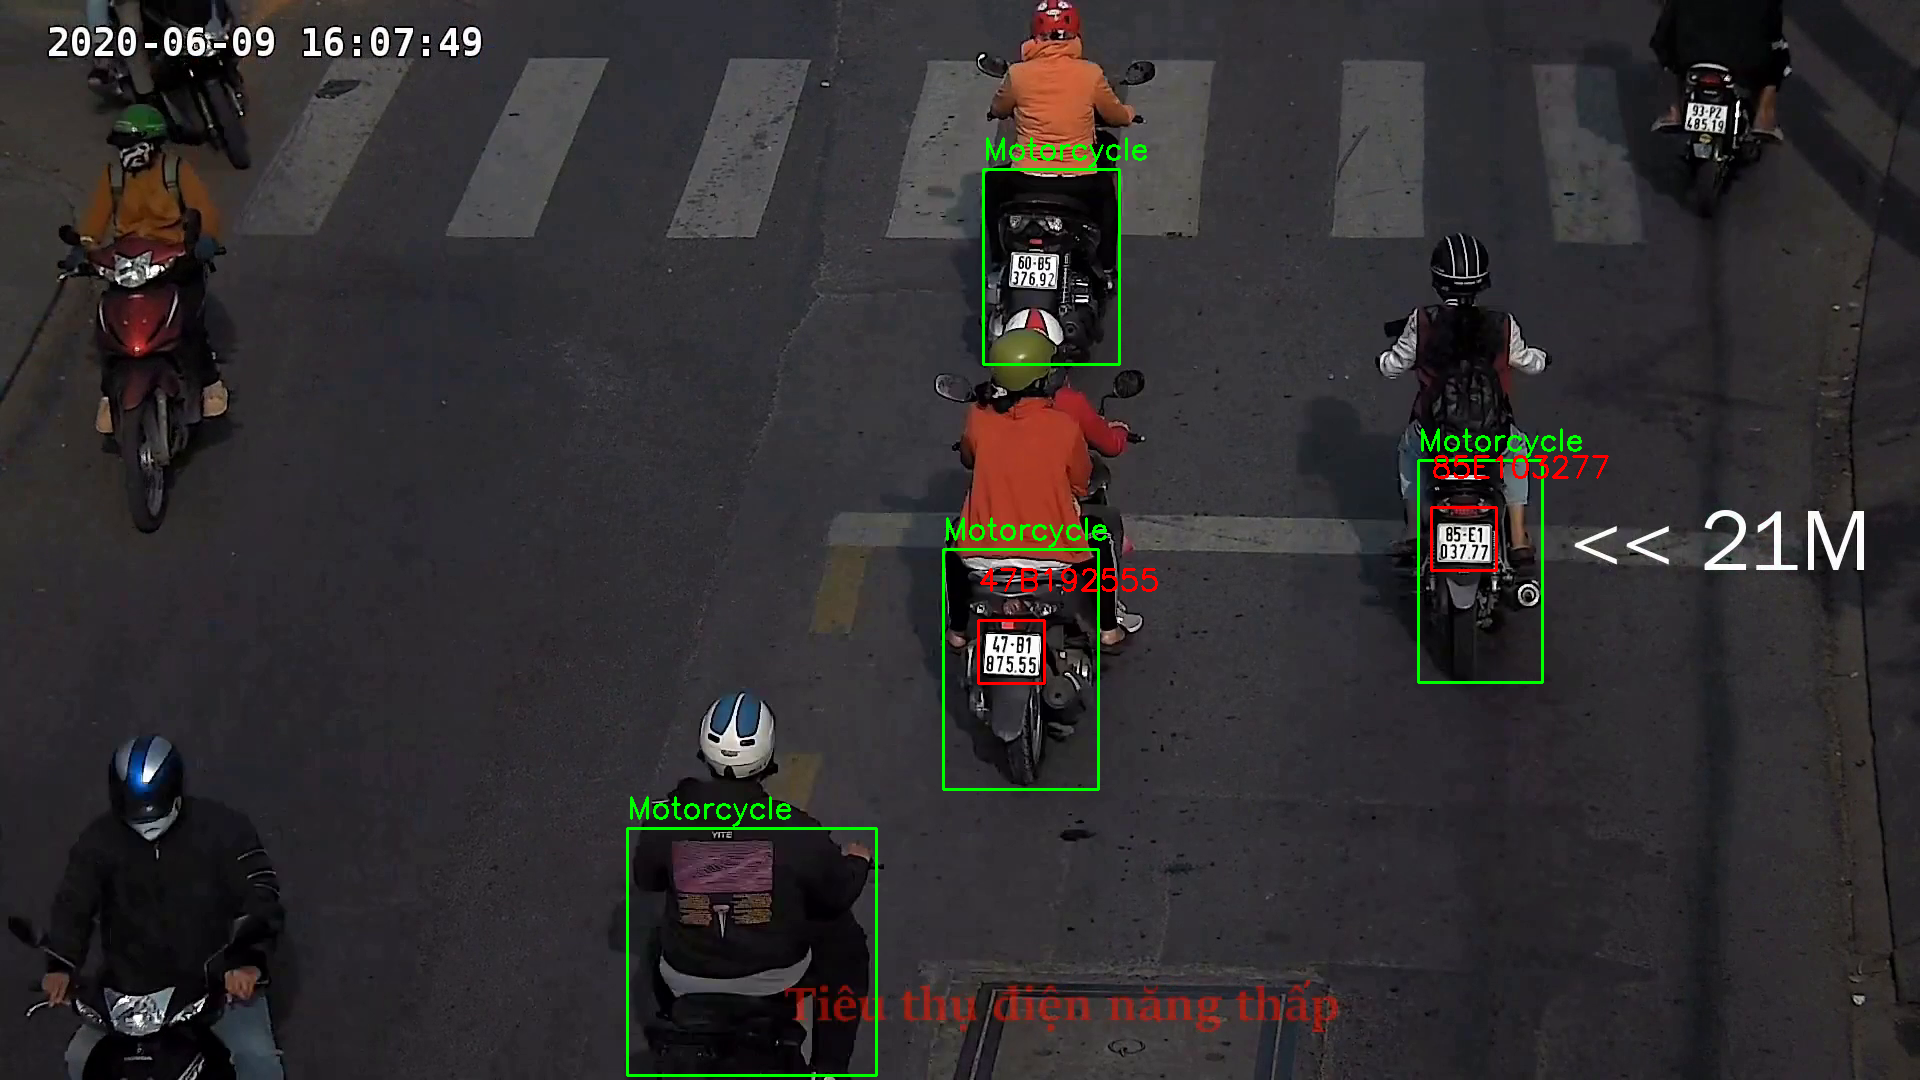 2020-06-09 16:07:49
93-P2
485.19
Motorcycle
60-B5
376.92
Motorcycle
85E103277
85-E1
037.77
<< 21M
Motorcycle
47B192555
47-B1
875.55
Motorcycle
YITE
Tiêu thụ điện năng thấp